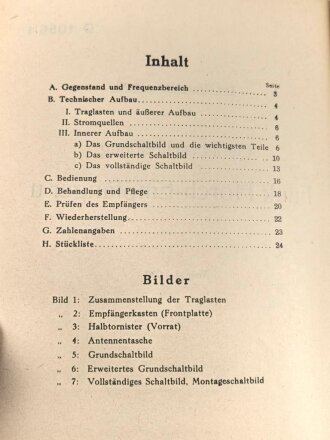 Inhalt
Seite
A. Gegenstand und Frequenzbereich 3
B. Technischer Aufbau 4
I. Traglasten und äußerer Aufbau 4
II. Stromquellen 6
III. Innerer Aufbau 6
a) Das Grundschaltbild und die wichtigsten Teile 6
b) Das erweiterte Schaltbild 10
c) Das vollständige Schaltbild 13
C. Bedienung 16
D. Behandlung und Pflege 18
E. Prüfen des Empfängers 20
F. Wiederherstellung 22
G. Zahlenangaben 23
H. Stückliste 24
Bilder
Bild 1: Zusammenstellung der Traglasten
„ 2: Empfängerkasten (Frontplatte)
„ 3: Halbtornister (Vorrat)
„ 4: Antennentasche
„ 5: Grundschaltbild
„ 6: Erweitertes Grundschaltbild
„ 7: Vollständiges Schaltbild, Montageschaltbild